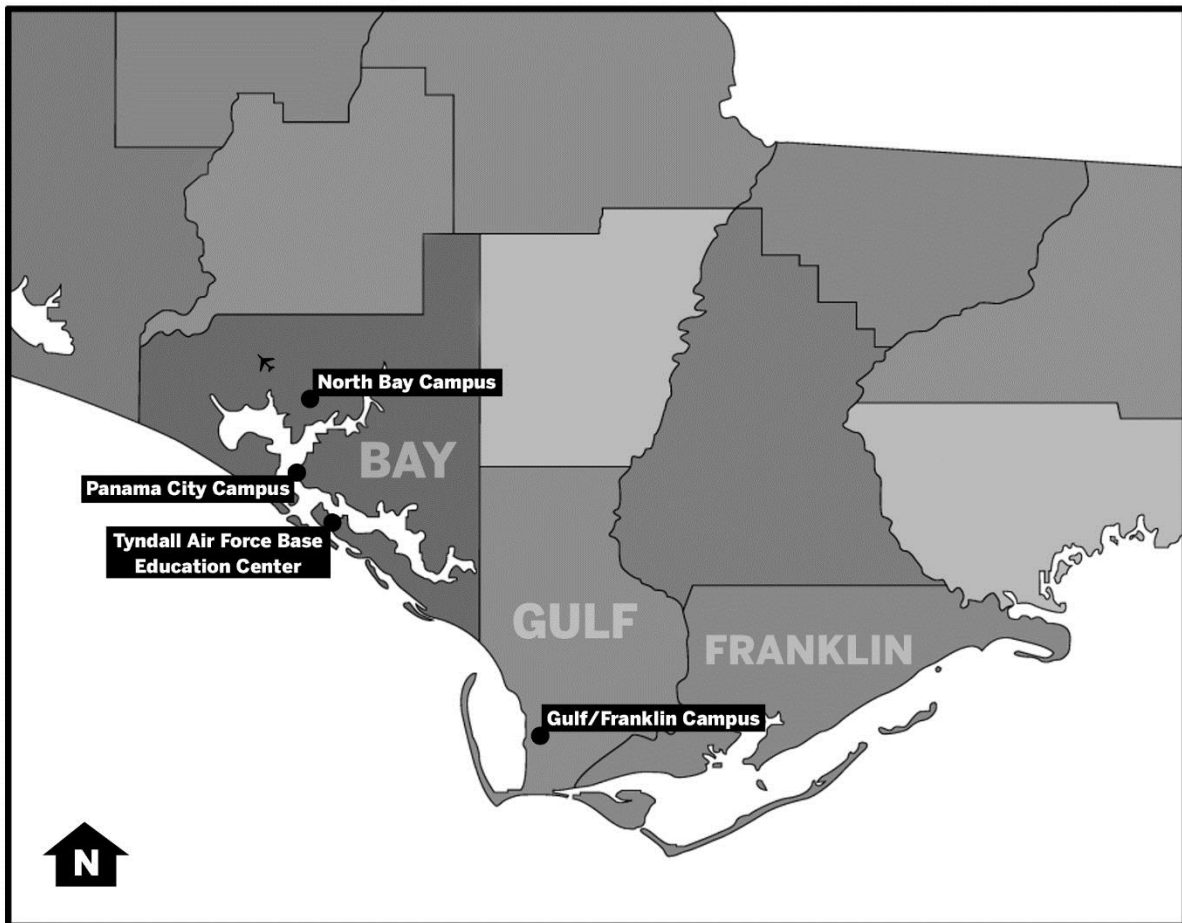 North Bay Campus
BAY
Panama City Campus
Tyndall Air Force Base
Education Center
GULF
FRANKLIN
Gulf/Franklin Campus
N